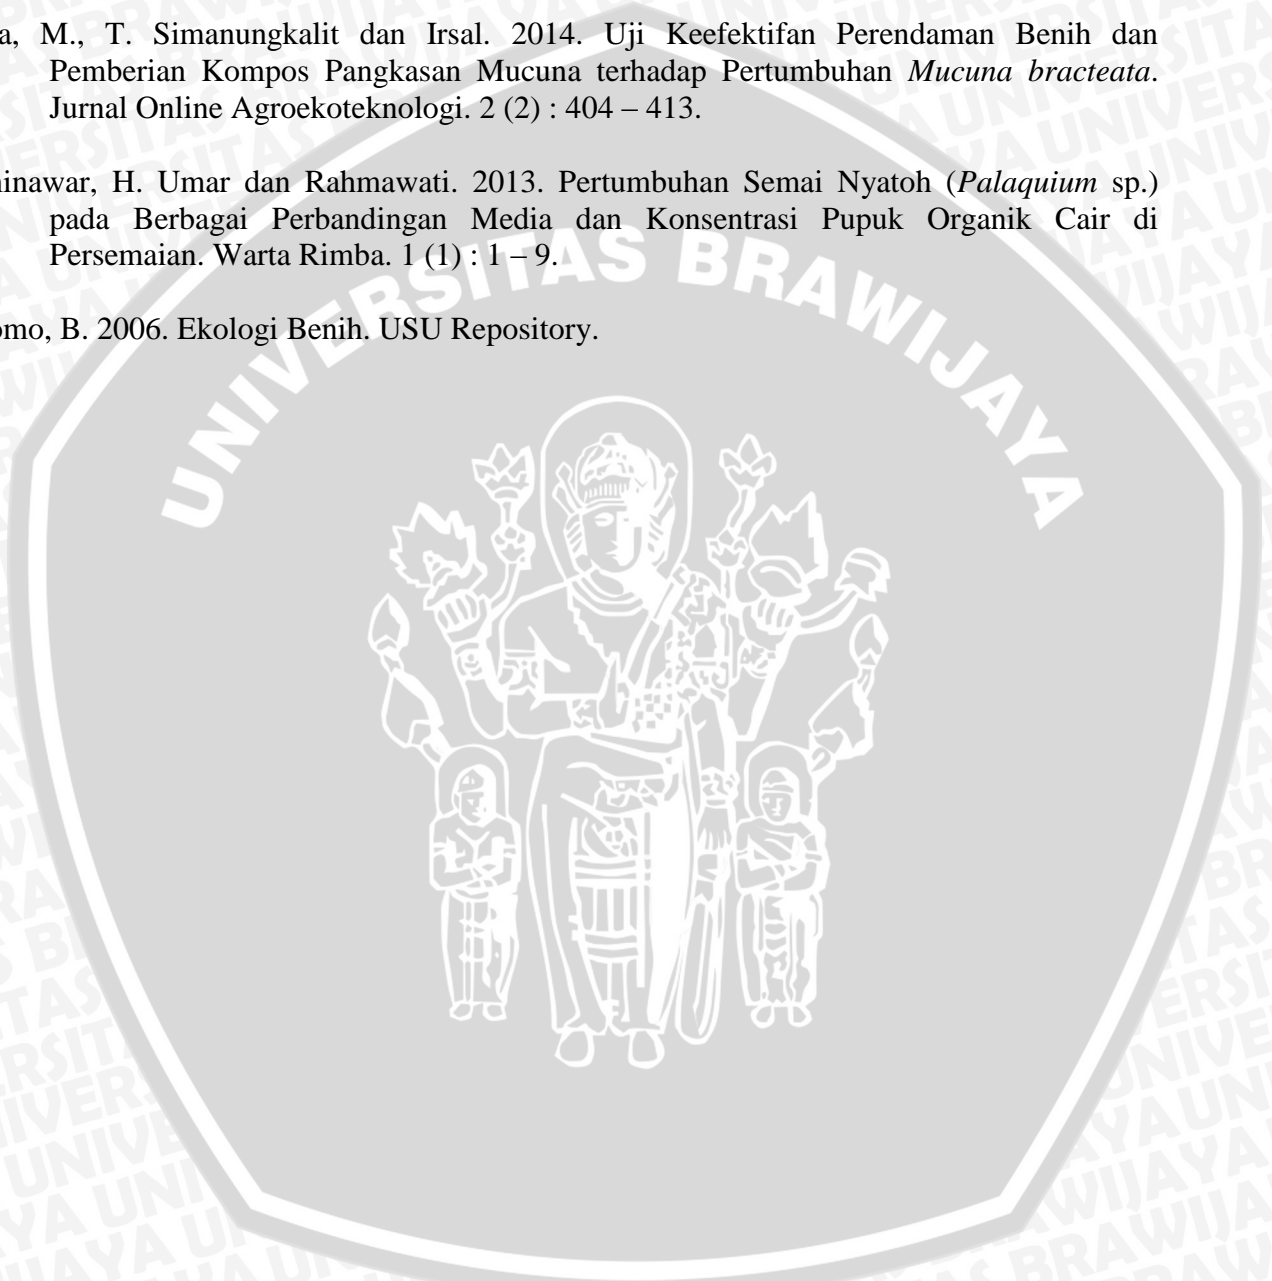 a, M., T. Simanungkalit dan Irsal. 2014. Uji Keefektifan Perendaman Benih dan
Pemberian Kompos Pangkasan Mucuna terhadap Pertumbuhan Mucuna bracteata.
Jurnal Online Agroekoteknologi. 2 (2) : 404 – 413.
inawar, H. Umar dan Rahmawati. 2013. Pertumbuhan Semai Nyatoh (Palaquium sp.)
pada Berbagai Perbandingan Media dan Konsentrasi Pupuk Organik Cair di
Persemaian. Warta Rimba. 1 (1) : 1 – 9.
omo, B. 2006. Ekologi Benih. USU Repository.
UNIVERSITAS BRAWIJAYA